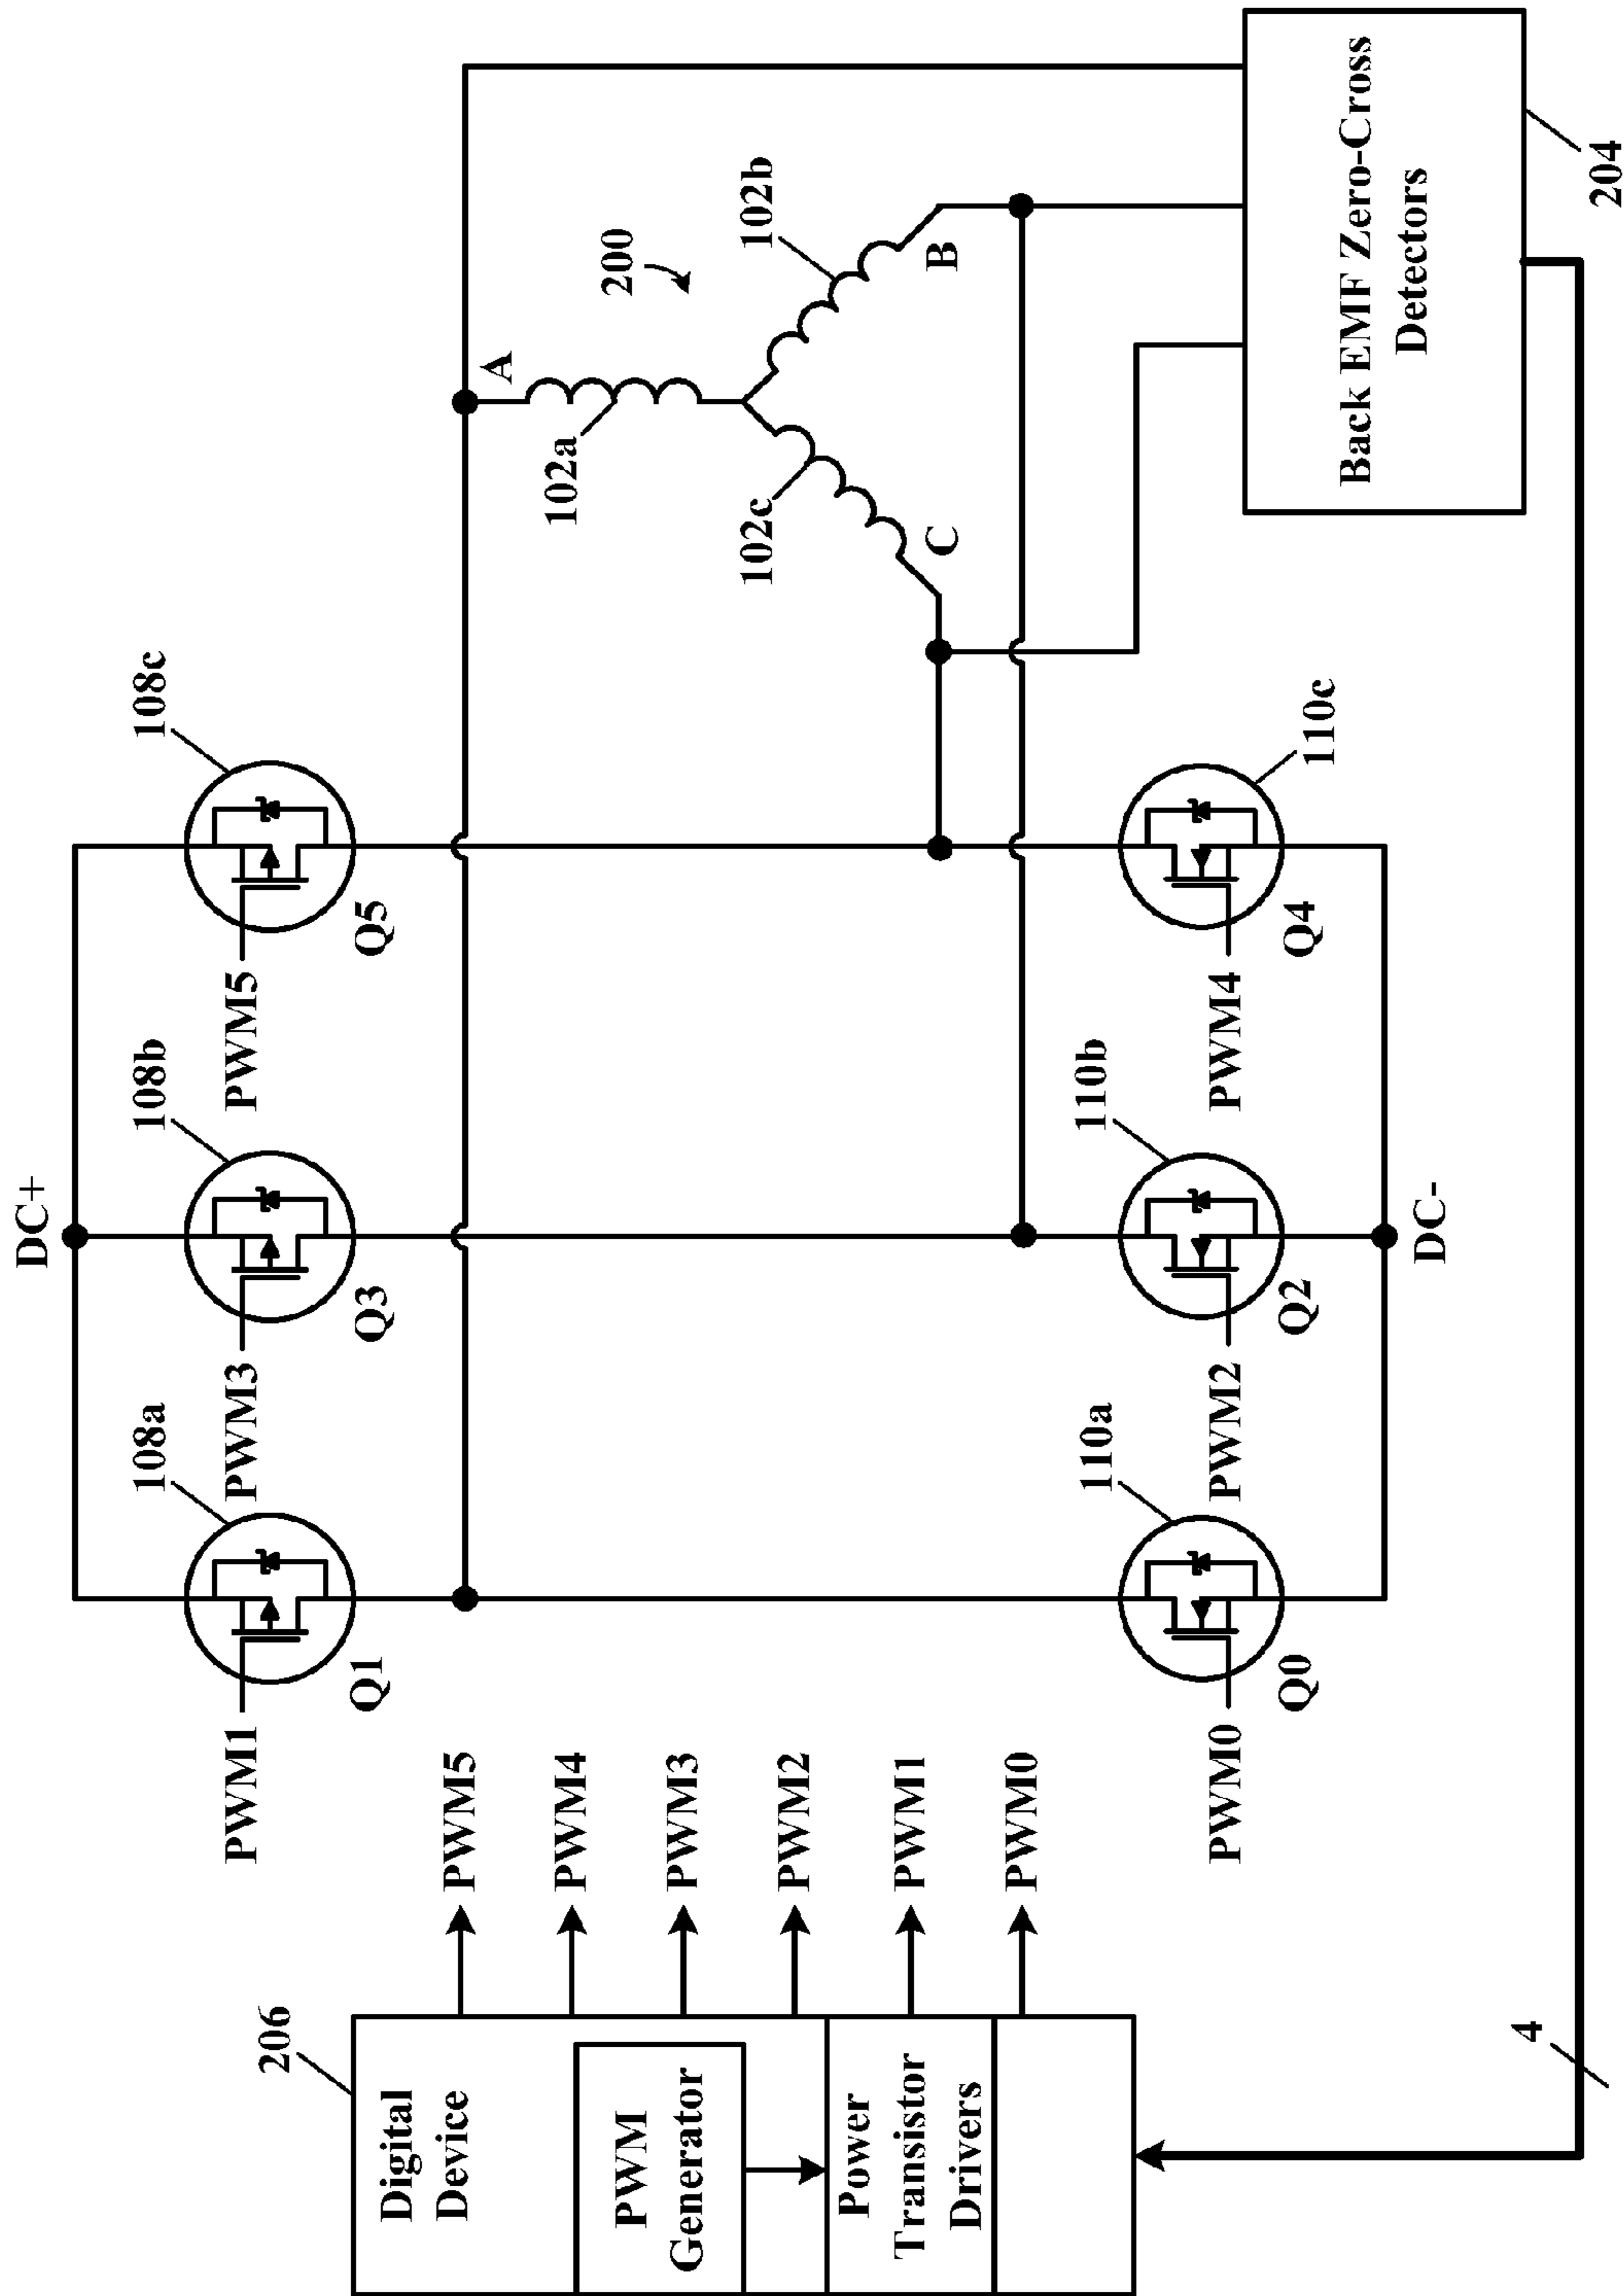 DC+
108a
108b
108c
PWM1
PWM3
PWM5
Q1
Q3
Q5
206
Digital
Device
PWM
Generator
Power
Transistor
Drivers
PWM5
PWM4
PWM3
PWM2
PWM1
PWM0
A
102a
200
102c
102b
C
B
110a
110b
110c
PWM0
PWM2
PWM4
Q0
Q2
Q4
DC-
Back EMF Zero-Cross
Detectors
204
4